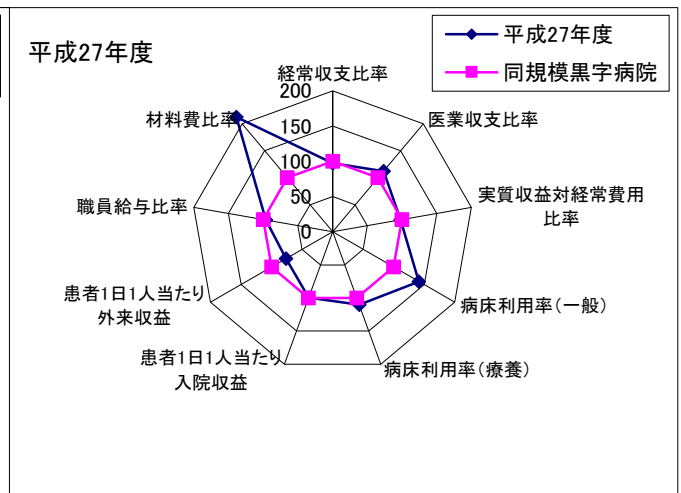 平成27年度
平成27年度
同規模黒字病院
経常収支比率
医業収支比率
実質収益対経常費用
比率
病床利用率(一般)
病床利用率(療養)
患者1日1人当たり
入院収益
患者1日1人当たり
外来収益
職員給与比率
材料費比率
200
150
100
50
0